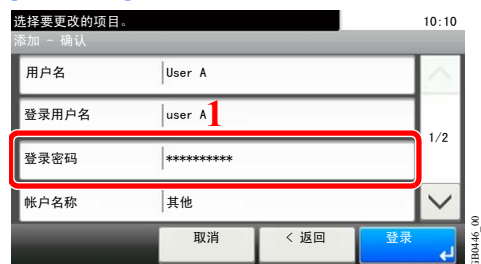 选择要更改的项目。 10:10
添加 - 确认
用户名 User A
登录用户名 user A 1
1/2
登录密码 **********
帐户名称 其他
取消 < 返回 登录
GB0446_00